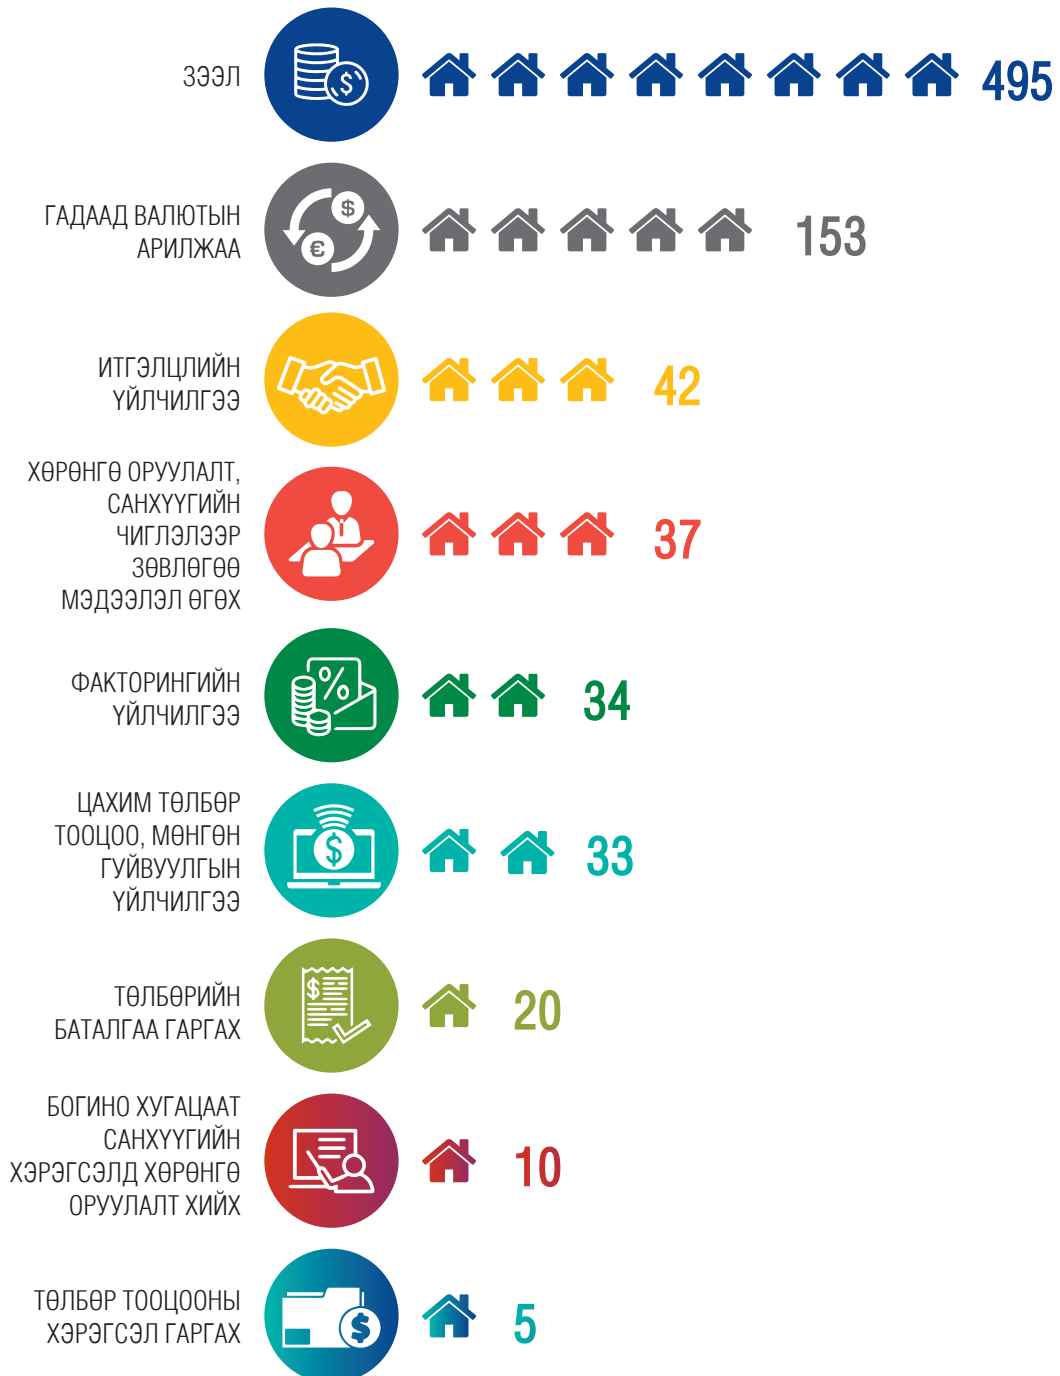 ЗЭЭЛ
495
ГАДААД ВАЛЮТЫН
АРИЛЖАА
153
ИТГЭЛЦЛИЙН
ҮЙЛЧИЛГЭЭ
42
ХӨРӨНГӨ ОРУУЛАЛТ,
САНХҮҮГИЙН
ЧИГЛЭЛЭЭР
ЗӨВЛӨГӨӨ
МЭДЭЭЛЭЛ ӨГӨХ
37
ФАКТОРИНГИЙН
ҮЙЛЧИЛГЭЭ
34
ЦАХИМ ТӨЛБӨР
ТООЦОО, МӨНГӨН
ГУЙВУУЛГЫН
ҮЙЛЧИЛГЭЭ
33
ТӨЛБӨРИЙН
БАТАЛГАА ГАРГАХ
20
БОГИНО ХУГАЦААТ
САНХҮҮГИЙН
ХЭРЭГСЭЛД ХӨРӨНГӨ
ОРУУЛАЛТ ХИЙХ
10
ТӨЛБӨР ТООЦООНЫ
ХЭРЭГСЭЛ ГАРГАХ
5